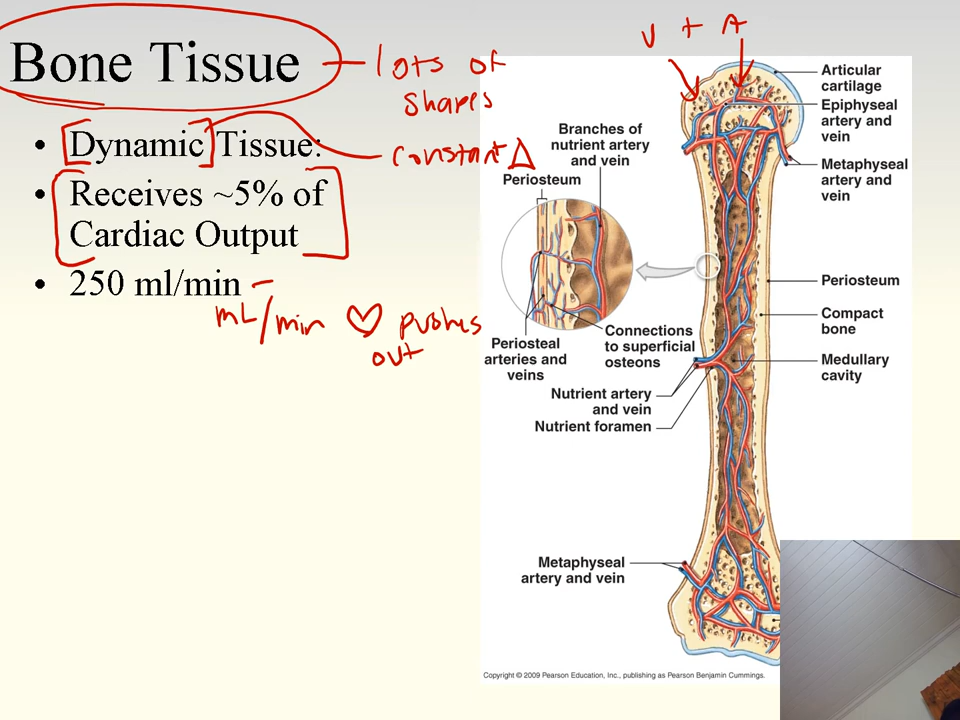 Bone Tissue
lots of
shapes
• Dynamic Tissue:
constant Δ
• Receives ~5% of
Cardiac Output
• 250 ml/min
mL/min ♡ pushes
out
V + A
Articular
cartilage
Epiphyseal
artery and
vein
Metaphyseal
artery and
vein
Branches of
nutrient artery
and vein
Periosteum
Periosteum
Compact
bone
Medullary
cavity
Connections
to superficial
osteons
Periosteal
arteries and
veins
Nutrient artery
and vein
Nutrient foramen
Metaphyseal
artery and vein
Copyright © 2009 Pearson Education, Inc., publishing as Pearson Benjamin Cummings.